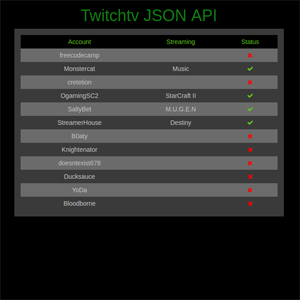 Twitchtv JSON API
Account Streaming Status
freecodecamp
Monstercat Music
cretetion
OgamingSC2 StarCraft II
SaltyBet M.U.G.E.N
StreamerHouse Destiny
B0aty
Knightenator
doesntexist678
Ducksauce
YoDa
Bloodborne